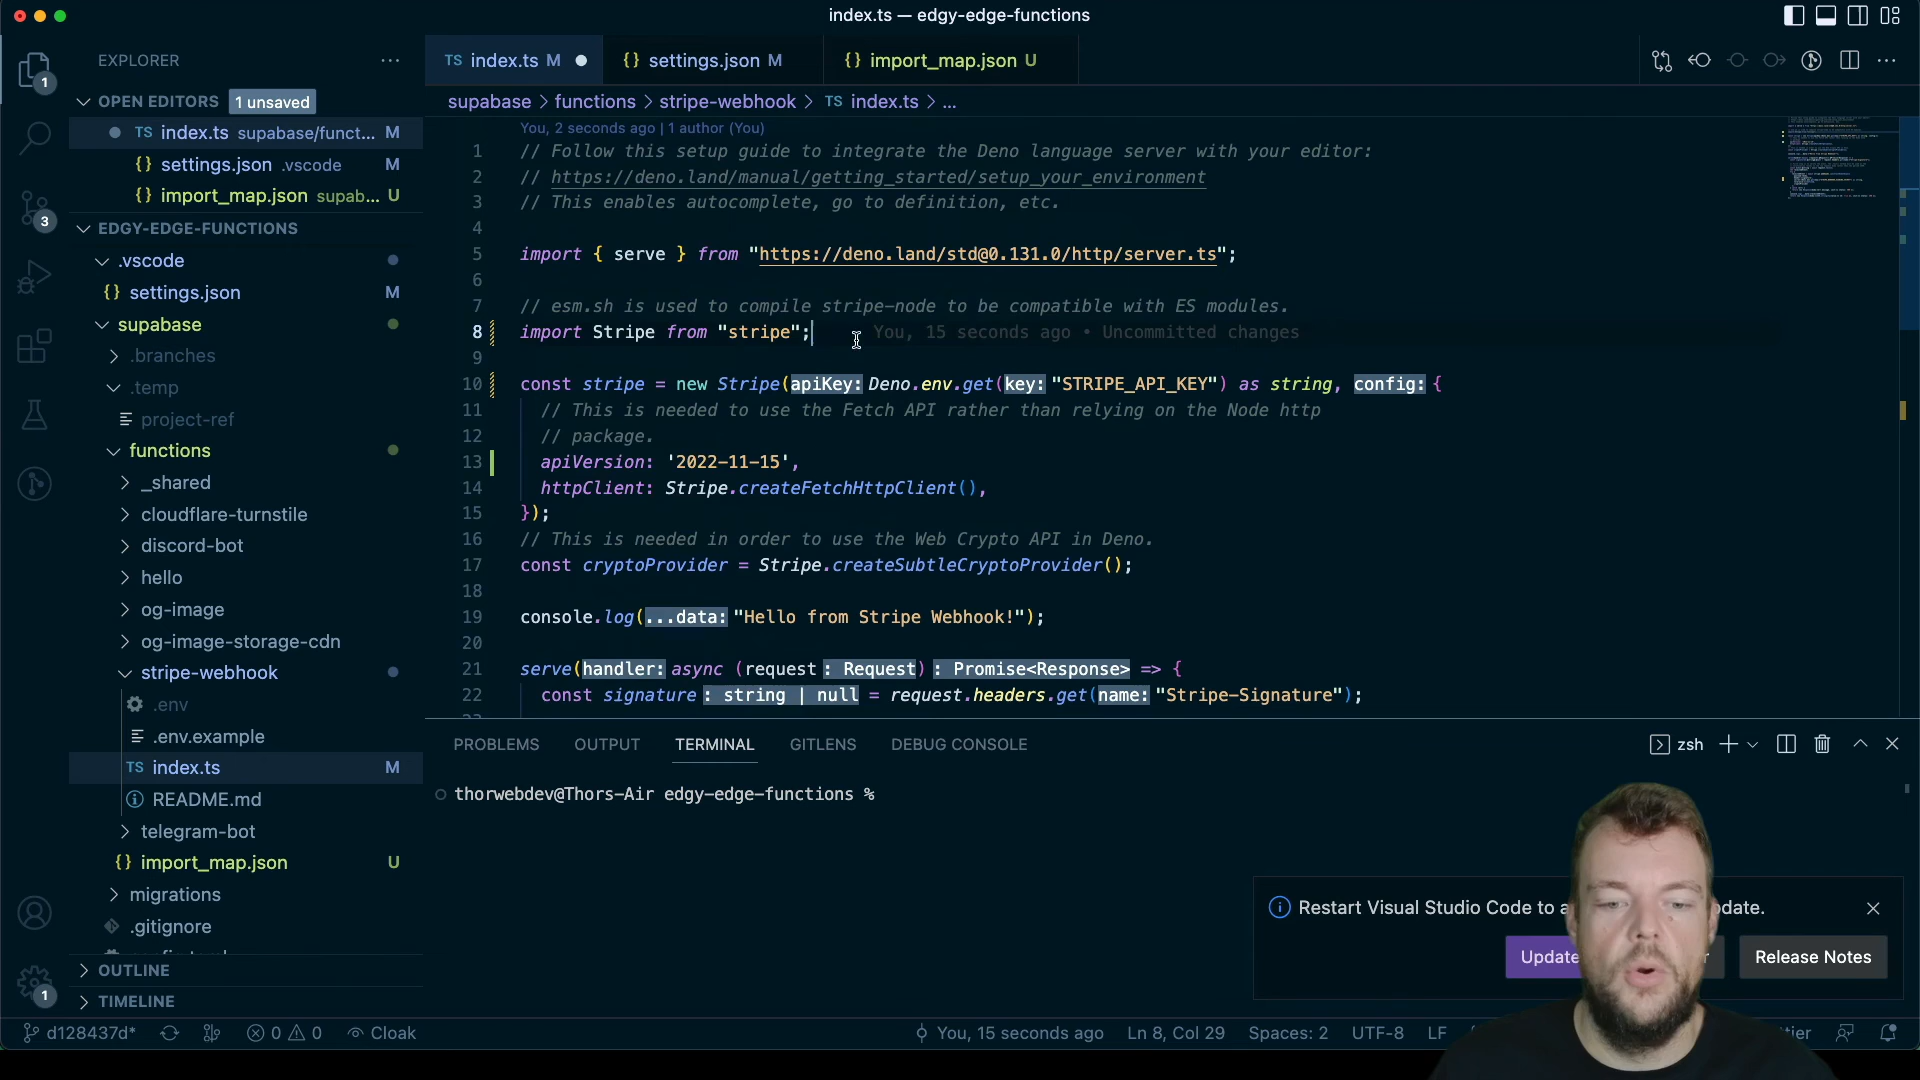 index.ts — edgy-edge-functions
EXPLORER
1
OPEN EDITORS 1 unsaved
TS index.ts supabase/funct... M
{} settings.json .vscode M
{} import_map.json supab... U
3
EDGY-EDGE-FUNCTIONS
.vscode
{} settings.json M
supabase
.branches
.temp
project-ref
functions
_shared
cloudflare-turnstile
discord-bot
hello
og-image
og-image-storage-cdn
stripe-webhook
.env
.env.example
TS index.ts M
README.md
telegram-bot
{} import_map.json U
migrations
.gitignore
OUTLINE
1
TIMELINE
TS index.ts M {} settings.json M {} import_map.json U
supabase > functions > stripe-webhook > TS index.ts > ...
You, 2 seconds ago | 1 author (You)
1 // Follow this setup guide to integrate the Deno language server with your editor:
2 // https://deno.land/manual/getting_started/setup_your_environment
3 // This enables autocomplete, go to definition, etc.
4
5 import { serve } from "https://deno.land/std@0.131.0/http/server.ts";
6
7 // esm.sh is used to compile stripe-node to be compatible with ES modules.
8 import Stripe from "stripe"; You, 15 seconds ago • Uncommitted changes
9
10 const stripe = new Stripe(apiKey: Deno.env.get(key: "STRIPE_API_KEY") as string, config: {
11 // This is needed to use the Fetch API rather than relying on the Node http
12 // package.
13 apiVersion: '2022-11-15',
14 httpClient: Stripe.createFetchHttpClient(),
15 });
16 // This is needed in order to use the Web Crypto API in Deno.
17 const cryptoProvider = Stripe.createSubtleCryptoProvider();
18
19 console.log(...data: "Hello from Stripe Webhook!");
20
21 serve(handler: async (request: Request): Promise<Response> => {
22 const signature: string | null = request.headers.get(name: "Stripe-Signature");
PROBLEMS OUTPUT TERMINAL GITLENS DEBUG CONSOLE zsh
thorwebdev@Thors-Air edgy-edge-functions %
Restart Visual Studio Code to
Update Release Notes
d128437d* 0 0 Cloak You, 15 seconds ago Ln 8, Col 29 Spaces: 2 UTF-8 LF